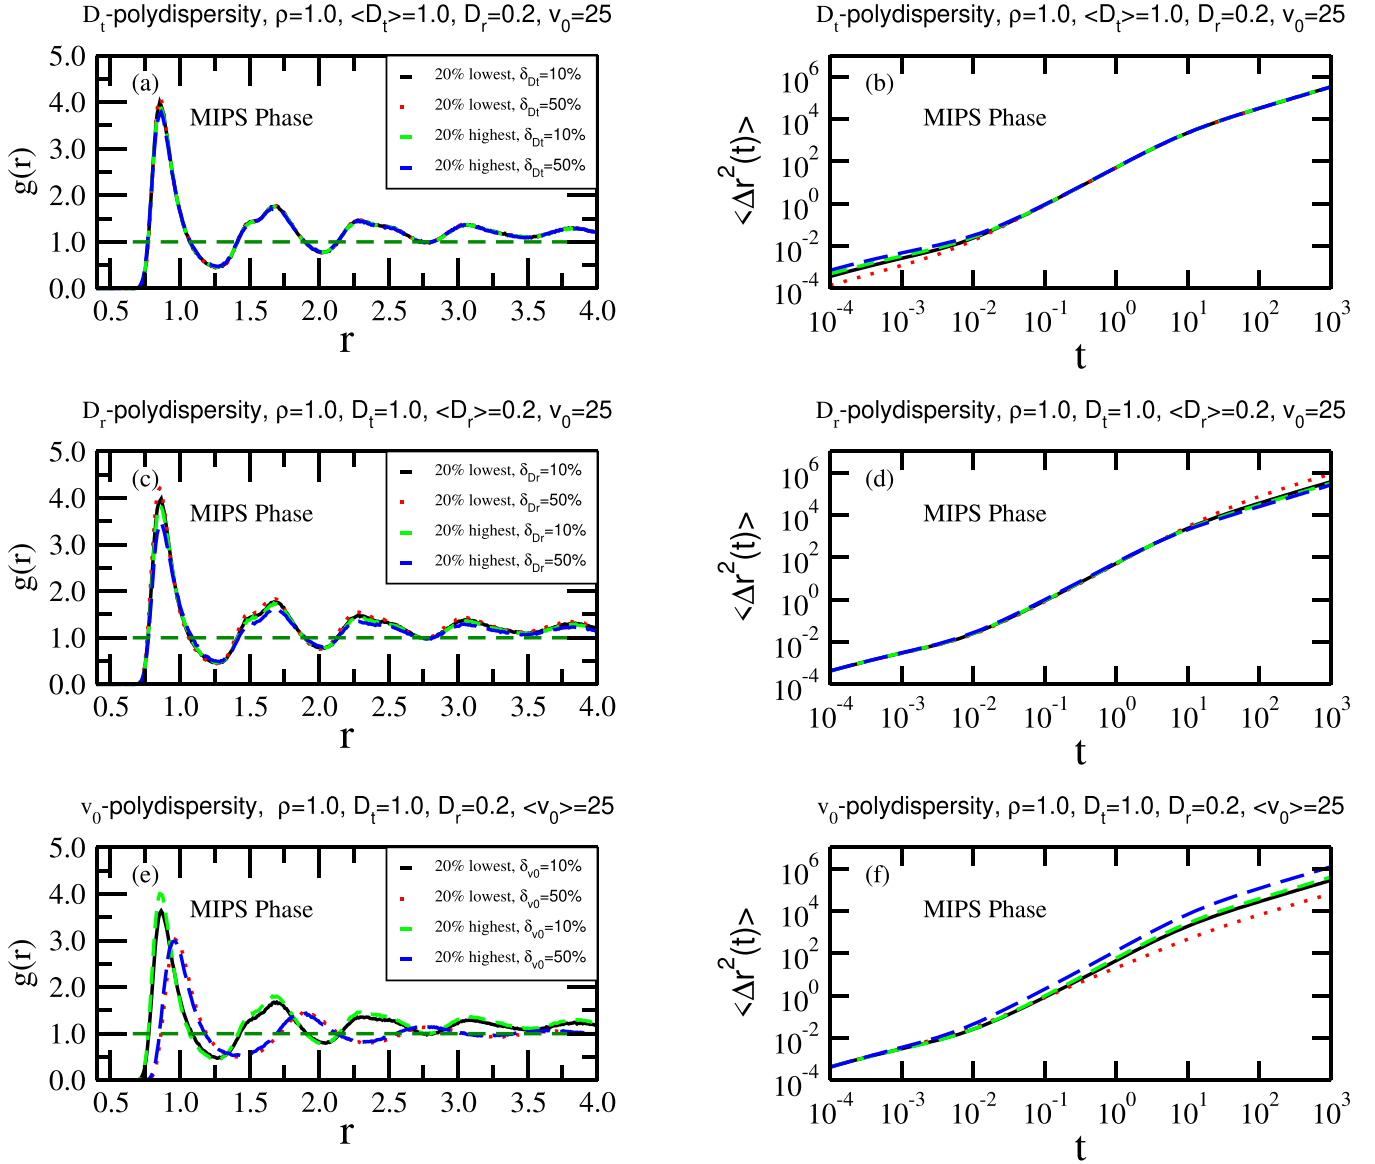 D_t-polydispersity, ρ=1.0, <D_t>=1.0, D_r=0.2, v_0=25
g(r)
5.0
4.0
3.0
2.0
1.0
0.0
(a)
MIPS Phase
20% lowest, δ_Dt=10%
20% lowest, δ_Dt=50%
20% highest, δ_Dt=10%
20% highest, δ_Dt=50%
0.5 1.0 1.5 2.0 2.5 3.0 3.5 4.0
r
D_t-polydispersity, ρ=1.0, <D_t>=1.0, D_r=0.2, v_0=25
<Δr^2(t)>
10^6
10^4
10^2
10^0
10^-2
10^-4
(b)
MIPS Phase
10^-4 10^-3 10^-2 10^-1 10^0 10^1 10^2 10^3
t
D_r-polydispersity, ρ=1.0, D_t=1.0, <D_r>=0.2, v_0=25
g(r)
5.0
4.0
3.0
2.0
1.0
0.0
(c)
MIPS Phase
20% lowest, δ_Dr=10%
20% lowest, δ_Dr=50%
20% highest, δ_Dr=10%
20% highest, δ_Dr=50%
0.5 1.0 1.5 2.0 2.5 3.0 3.5 4.0
r
D_r-polydispersity, ρ=1.0, D_t=1.0, <D_r>=0.2, v_0=25
<Δr^2(t)>
10^6
10^4
10^2
10^0
10^-2
10^-4
(d)
MIPS Phase
10^-4 10^-3 10^-2 10^-1 10^0 10^1 10^2 10^3
t
v_0-polydispersity, ρ=1.0, D_t=1.0, D_r=0.2, <v_0>=25
g(r)
5.0
4.0
3.0
2.0
1.0
0.0
(e)
MIPS Phase
20% lowest, δ_v0=10%
20% lowest, δ_v0=50%
20% highest, δ_v0=10%
20% highest, δ_v0=50%
0.5 1.0 1.5 2.0 2.5 3.0 3.5 4.0
r
v_0-polydispersity, ρ=1.0, D_t=1.0, D_r=0.2, <v_0>=25
<Δr^2(t)>
10^6
10^4
10^2
10^0
10^-2
10^-4
(f)
MIPS Phase
10^-4 10^-3 10^-2 10^-1 10^0 10^1 10^2 10^3
t